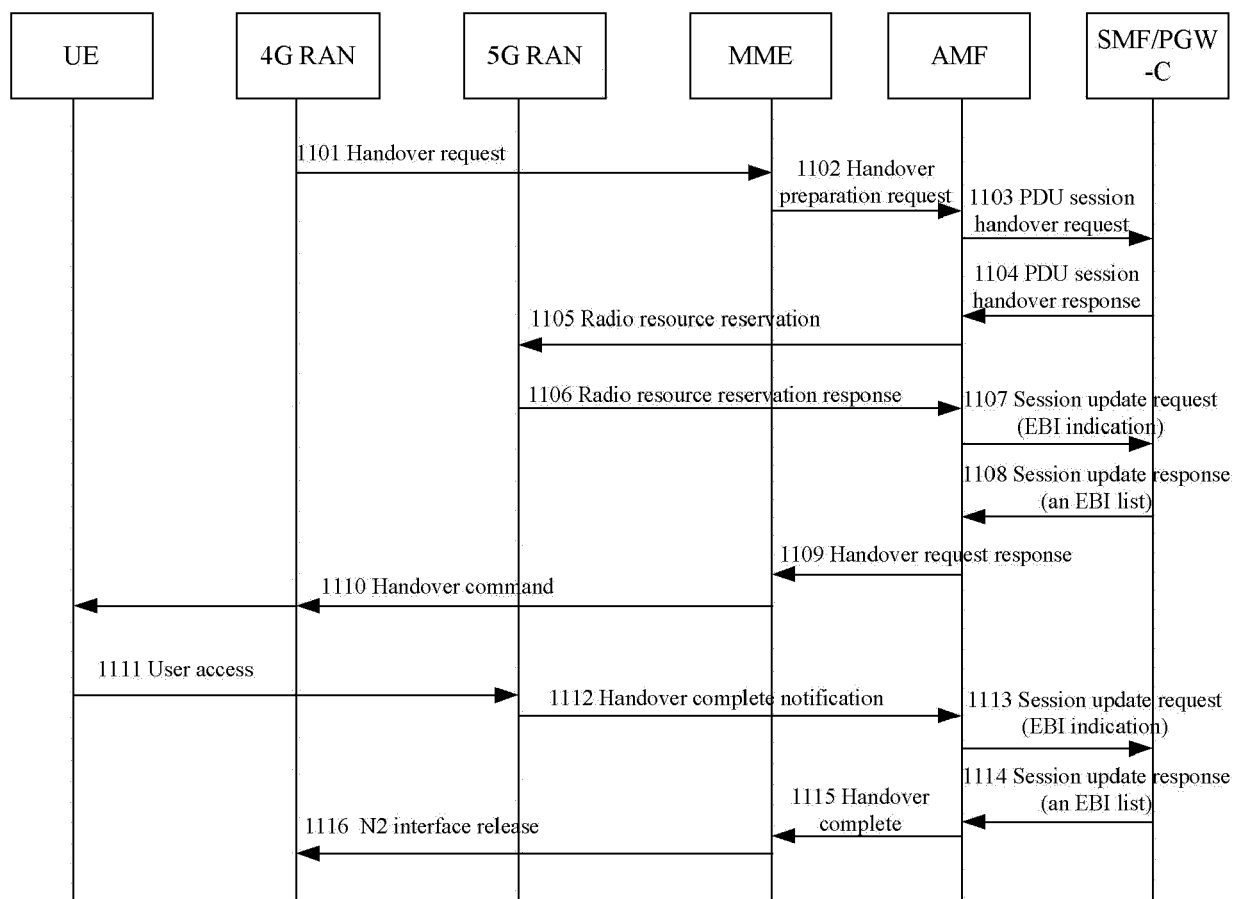 UE
4G RAN
5G RAN
MME
AMF
SMF/PGW
-C
1101 Handover request
1102 Handover
preparation request
1103 PDU session
handover request
1104 PDU session
handover response
1105 Radio resource reservation
1106 Radio resource reservation response
1107 Session update request
(EBI indication)
1108 Session update response
(an EBI list)
1109 Handover request response
1110 Handover command
1111 User access
1112 Handover complete notification
1113 Session update request
(EBI indication)
1114 Session update response
(an EBI list)
1115 Handover
complete
1116 N2 interface release